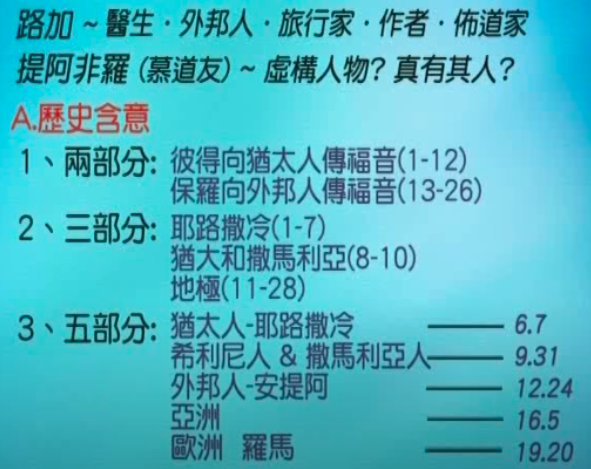 路加 ~ 醫生 · 外邦人 · 旅行家 · 作者 · 佈道家
提阿非羅 (慕道友) ~ 虛構人物? 真有其人?
A.歷史含意
1、兩部分: 彼得向猶太人傳福音(1-12)
保羅向外邦人傳福音(13-26)
2、三部分: 耶路撒冷(1-7)
猶大和撒馬利亞(8-10)
地極(11-28)
3、五部分: 猶太人-耶路撒冷 —— 6.7
希利尼人 & 撒馬利亞人 —— 9.31
外邦人-安提阿 —— 12.24
亞洲 —— 16.5
歐洲 羅馬 —— 19.20